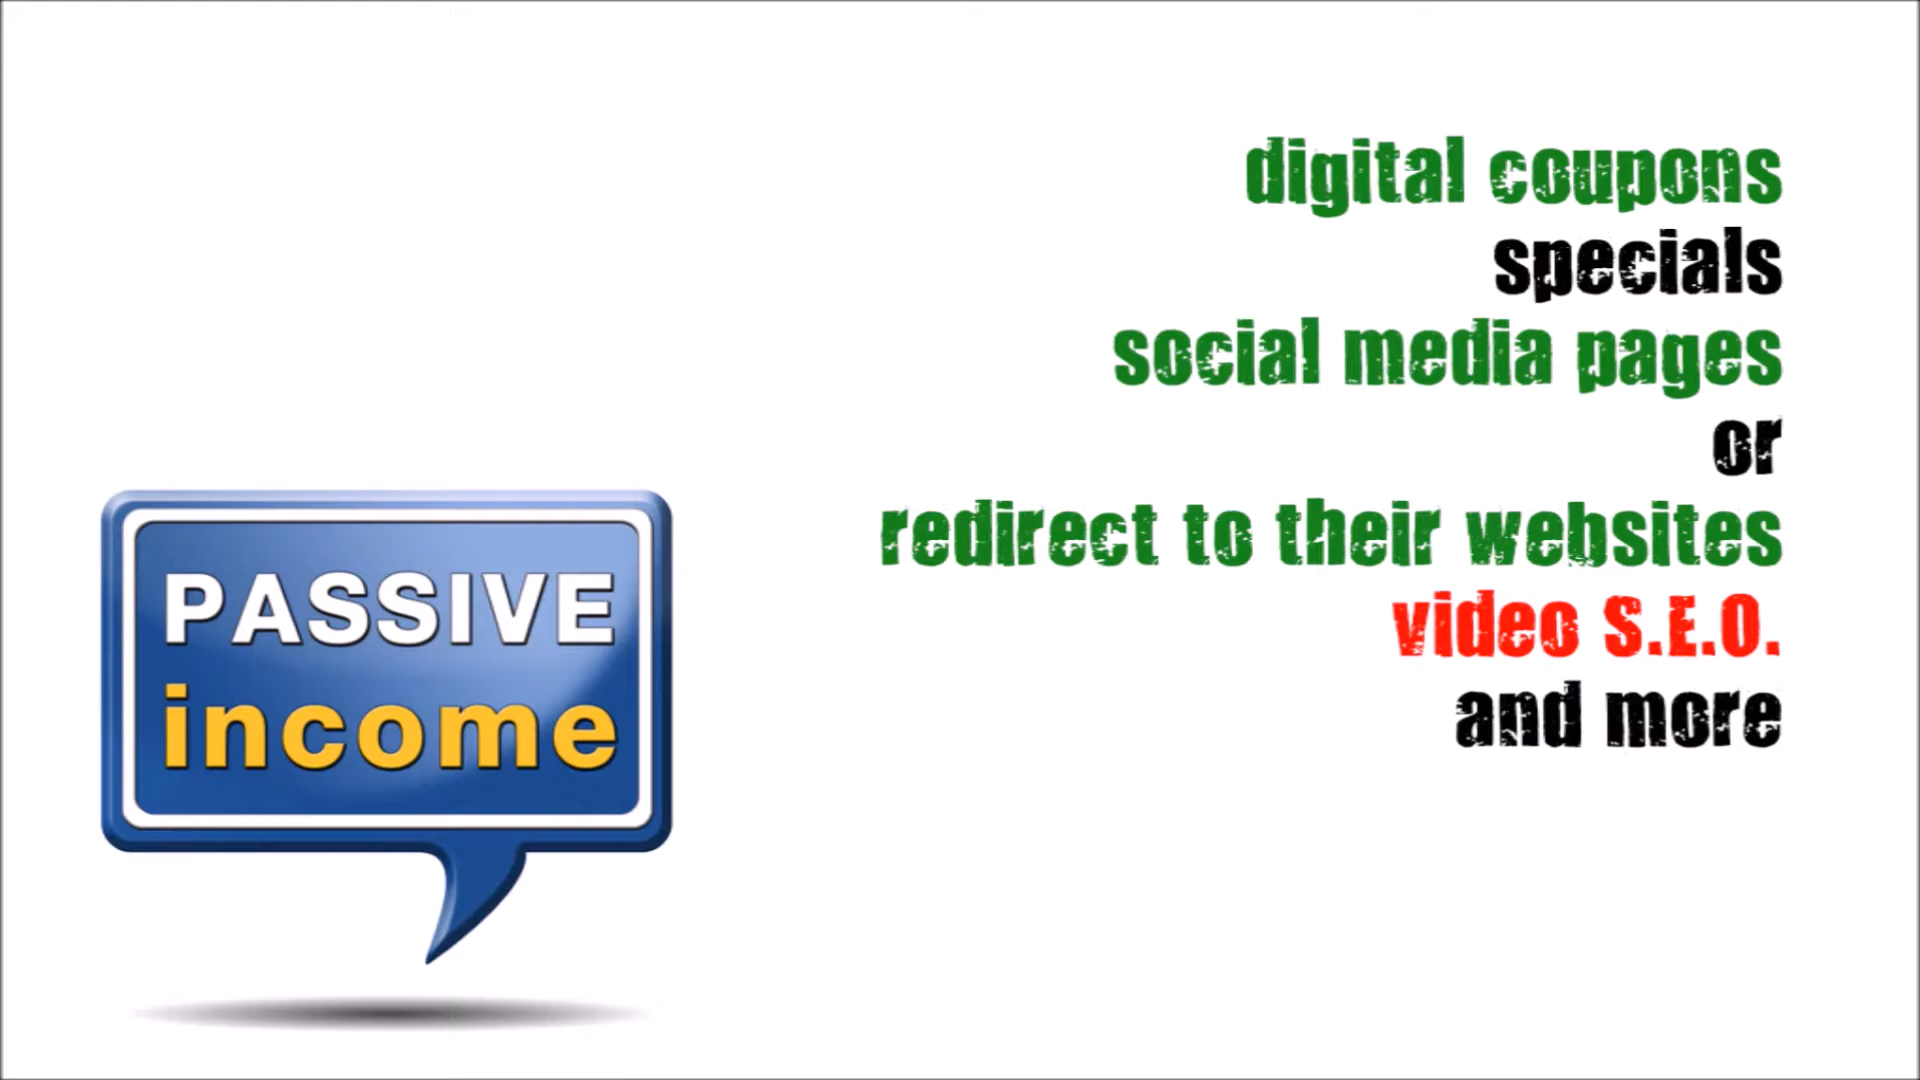 digital coupons
specials
social media pages
or
redirect to their websites
video S.E.O.
and more
PASSIVE
income